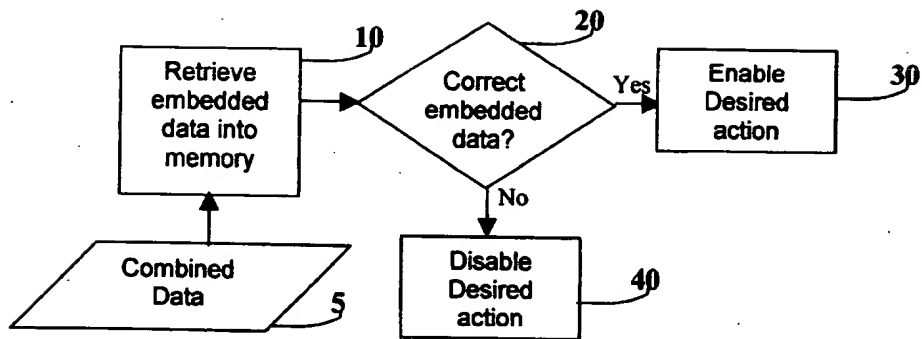 10
Retrieve
embedded
data into
memory
20
Correct
embedded
data?
Yes
Enable
Desired
action
30
No
Combined
Data
5
Disable
Desired
action
40